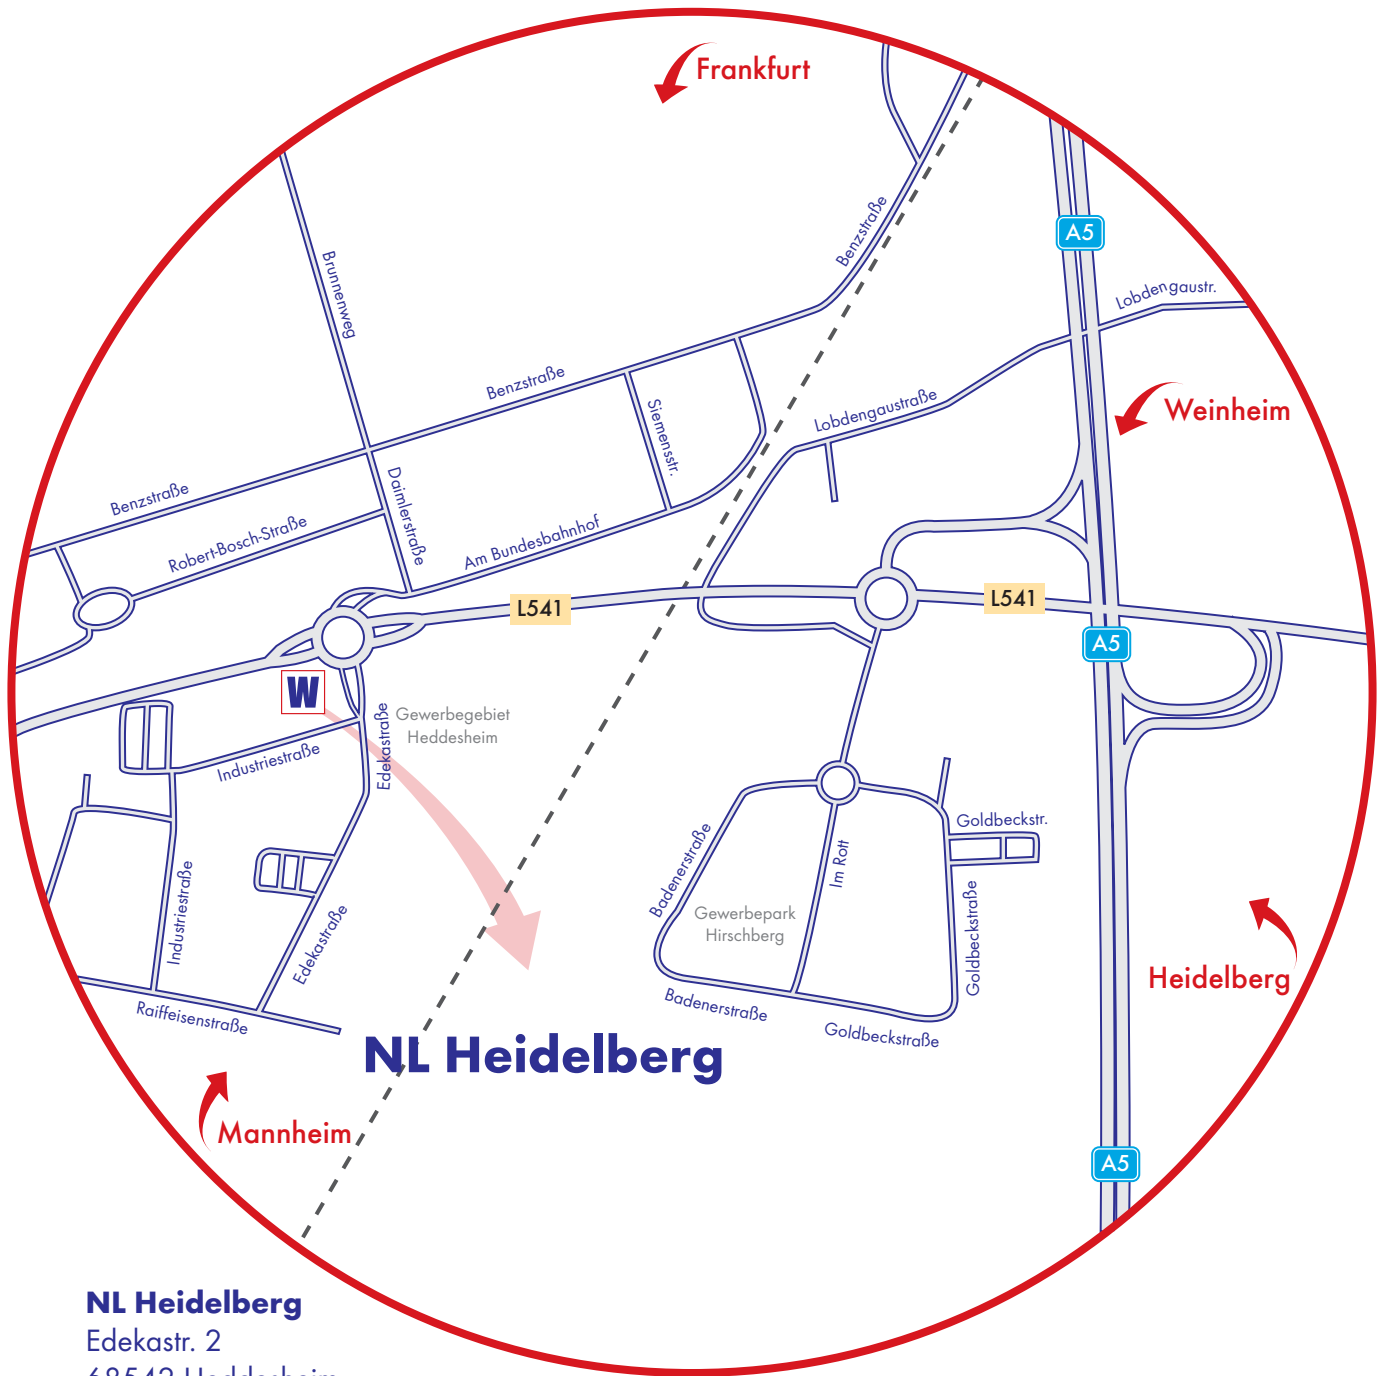 Frankfurt
A5
Benzstraße
Brunnenweg
Lobdengaustr.
Benzstraße
Weinheim
Siemensstr.
Lobdengaustraße
Benzstraße
Daimlerstraße
Robert-Bosch-Straße
Am Bundesbahnhof
L541
L541
A5
W
Edekastraße
Gewerbegebiet
Heddesheim
Industriestraße
Goldbeckstr.
Badenerstraße
Im Rott
Industriestraße
Gewerbepark
Hirschberg
Goldbeckstraße
Edekastraße
Heidelberg
Badenerstraße
Raiffeisenstraße
Goldbeckstraße
NL Heidelberg
Mannheim
A5
NL Heidelberg
Edekastr. 2
68542 Heddesheim